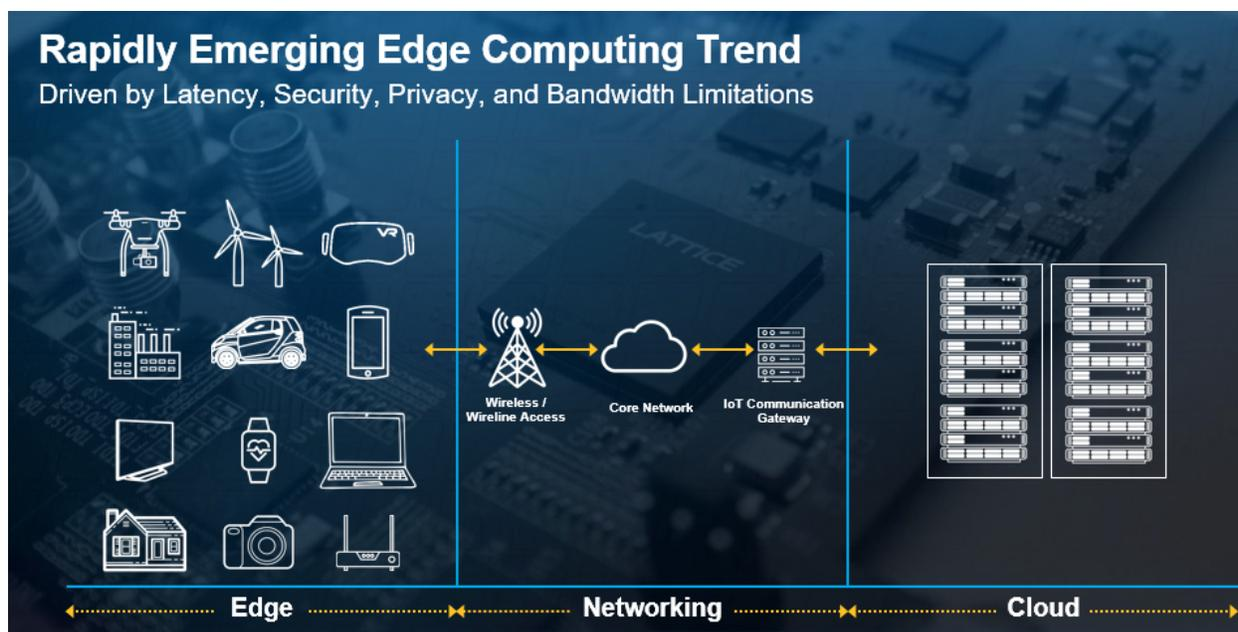 Rapidly Emerging Edge Computing Trend
Driven by Latency, Security, Privacy, and Bandwidth Limitations
VR
LATTICE
Wireless /
Wireline Access
Core Network
IoT Communication
Gateway
Edge
Networking
Cloud